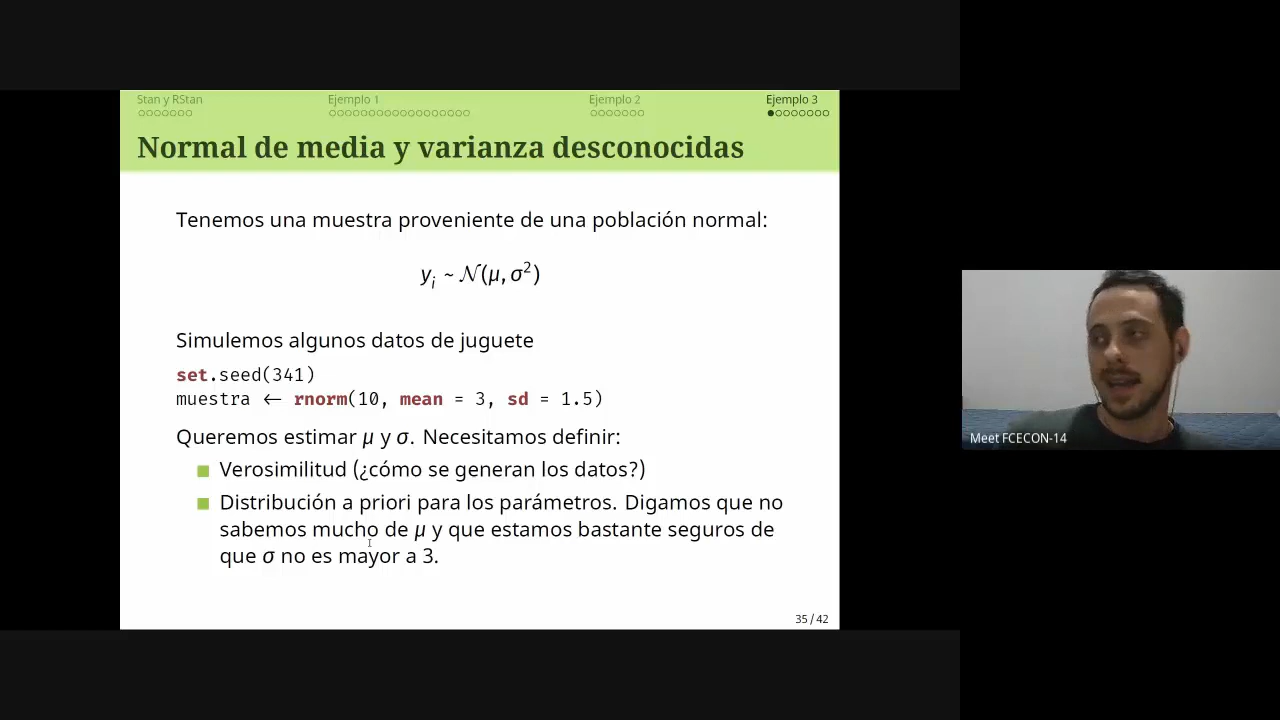 Stan y RStan Ejemplo 1 Ejemplo 2 Ejemplo 3
Normal de media y varianza desconocidas
Tenemos una muestra proveniente de una población normal:
yᵢ ~ 𝒩(μ, σ²)
Simulemos algunos datos de juguete
set.seed(341)
muestra ← rnorm(10, mean = 3, sd = 1.5)
Queremos estimar μ y σ. Necesitamos definir:
Verosimilitud (¿cómo se generan los datos?)
Distribución a priori para los parámetros. Digamos que no
sabemos mucho de μ y que estamos bastante seguros de
que σ no es mayor a 3.
35 / 42
Meet FCECON-14